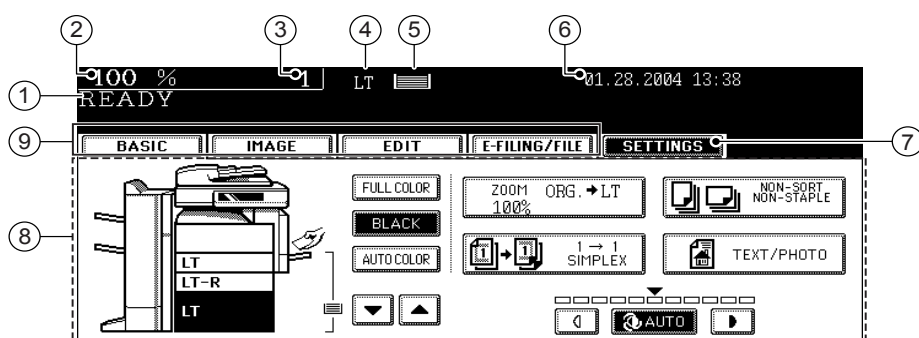 2 3 4 5 6
100 % 1 LT 01.28.2004 13:38
1 READY
9 BASIC IMAGE EDIT E-FILING/FILE SETTINGS 7
8
FULL COLOR
BLACK
AUTO COLOR
ZOOM ORG.➔LT
100%
NON-SORT
NON-STAPLE
1 1
1 → 1
SIMPLEX
TEXT/PHOTO
LT
LT-R
LT
AUTO